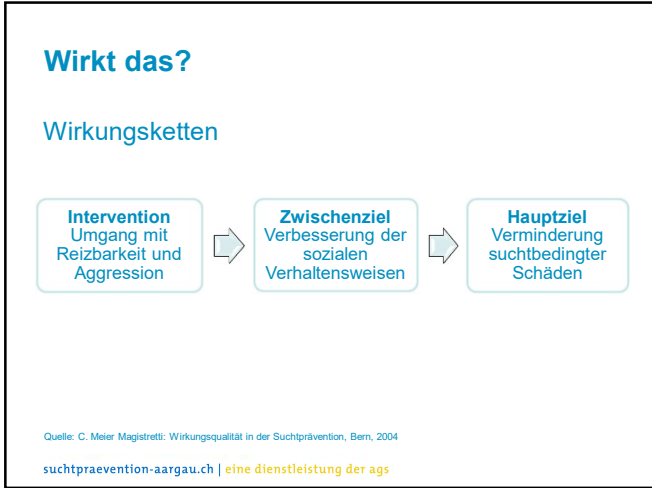 Wirkt das?
Wirkungsketten
Intervention
Umgang mit
Reizbarkeit und
Aggression
Zwischenziel
Verbesserung der
sozialen
Verhaltensweisen
Hauptziel
Verminderung
suchtbedingter
Schäden
Quelle: C. Meier Magistretti: Wirkungsqualität in der Suchtprävention, Bern, 2004
suchtpraevention-aargau.ch | eine dienstleistung der ags